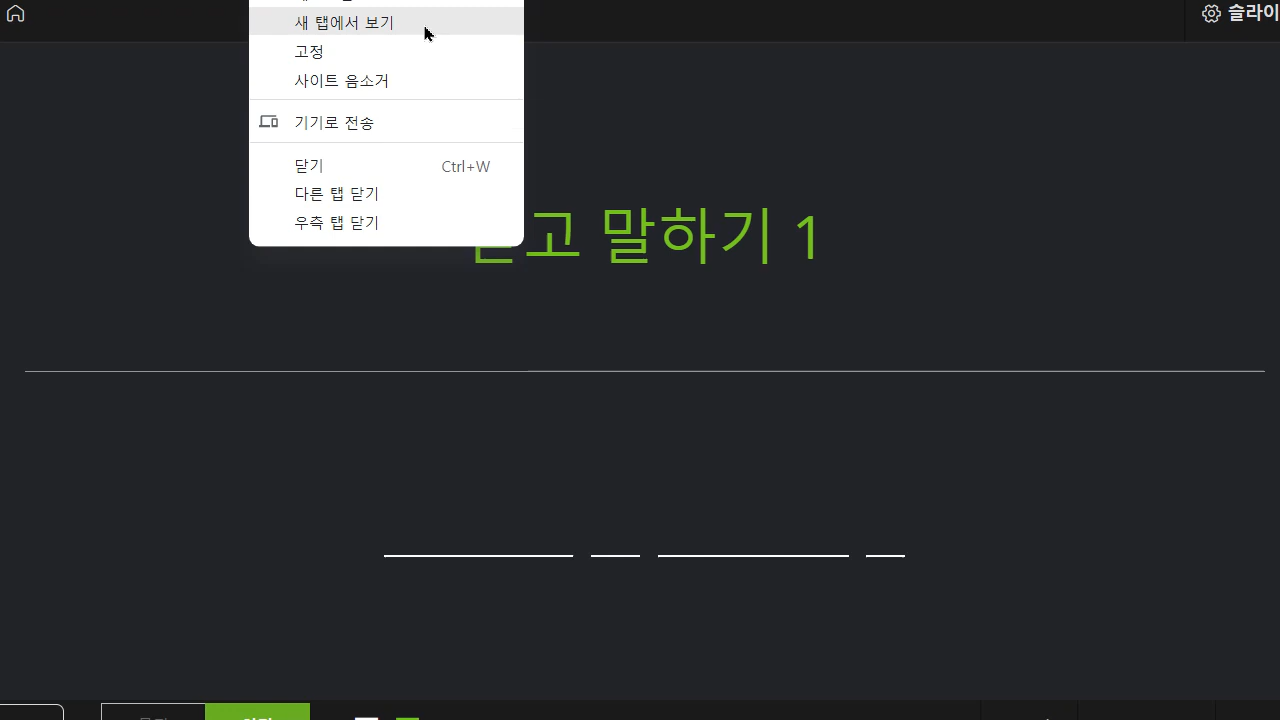 슬라이
새 탭에서 보기
고정
사이트 음소거
기기로 전송
닫기 Ctrl+W
다른 탭 닫기
우측 탭 닫기
말하기 1